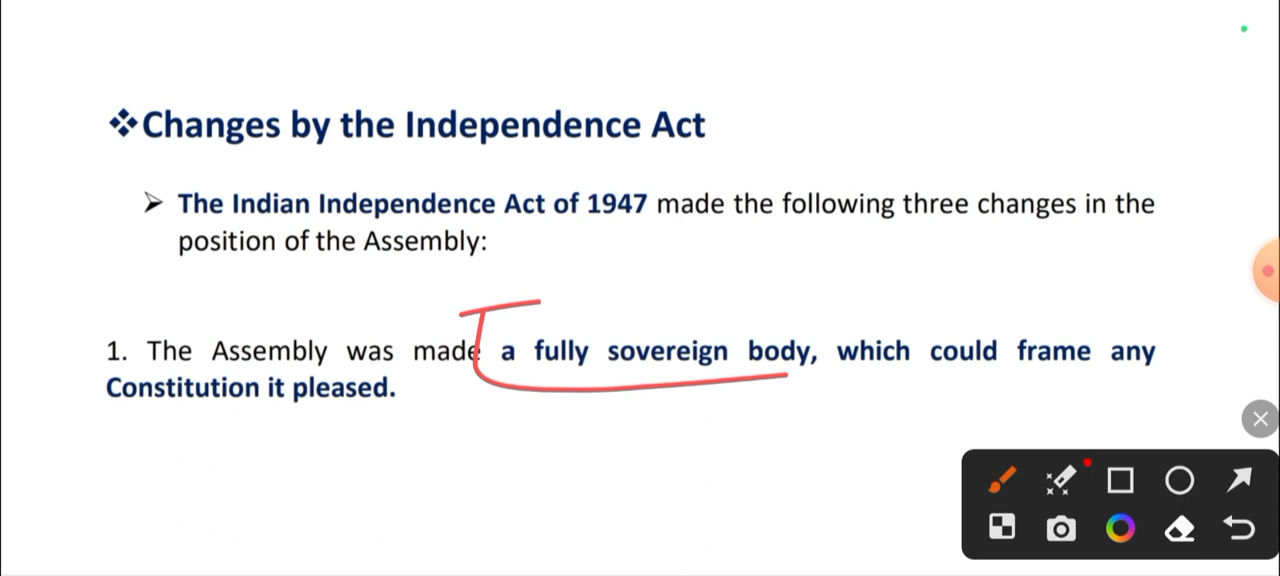 ❖Changes by the Independence Act
➢ The Indian Independence Act of 1947 made the following three changes in the
position of the Assembly:
1. The Assembly was made a fully sovereign body, which could frame any
Constitution it pleased.